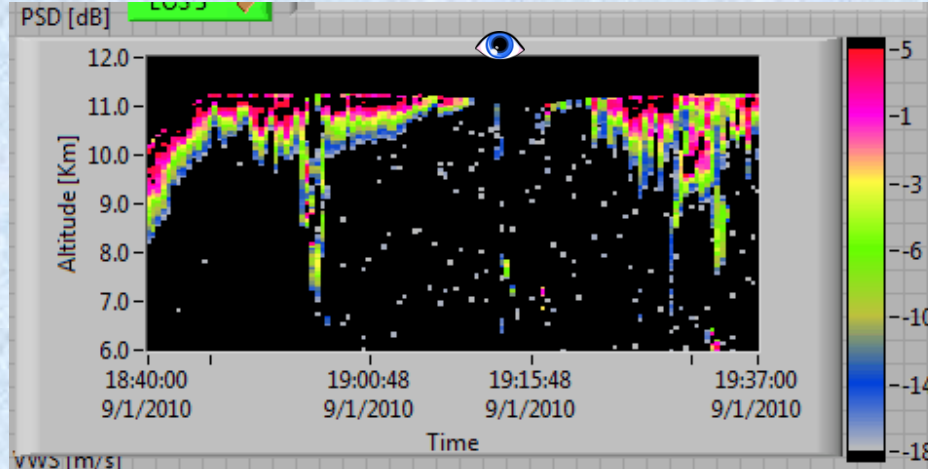 PSD [dB]
EOS 5
12.0
11.0
10.0
9.0
8.0
7.0
6.0
Altitude [Km]
18:40:00 19:00:48 19:15:48 19:37:00
9/1/2010 9/1/2010 9/1/2010 9/1/2010
Time
5
-1
-3
-6
-10
-14
-18
VWS [m/s]